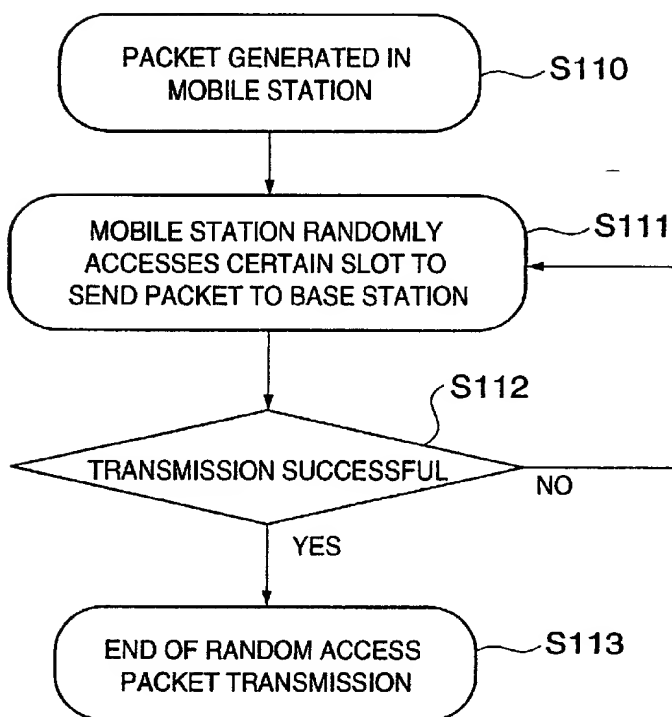 PACKET GENERATED IN
MOBILE STATION
S110
MOBILE STATION RANDOMLY
ACCESSES CERTAIN SLOT TO
SEND PACKET TO BASE STATION
S111
S112
TRANSMISSION SUCCESSFUL
NO
YES
END OF RANDOM ACCESS
PACKET TRANSMISSION
S113